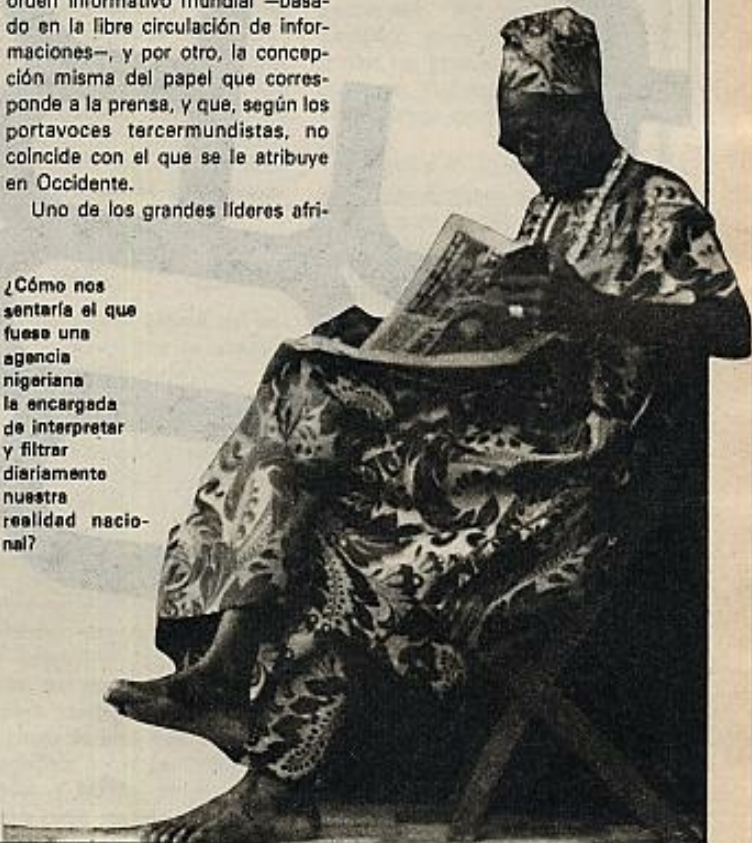 orden informativo mundial —basa-
do en la libre circulación de infor-
maciones—, y por otro, la concep-
ción misma del papel que corres-
ponde a la prensa, y que, según los
portavoces tercermundistas, no
coincide con el que se le atribuye
en Occidente.
Uno de los grandes líderes afri-
¿Cómo nos
sentaría el que
fuese una
agencia
nigeriana
la encargada
de interpretar
y filtrar
diariamente
nuestra
realidad nacio-
nal?